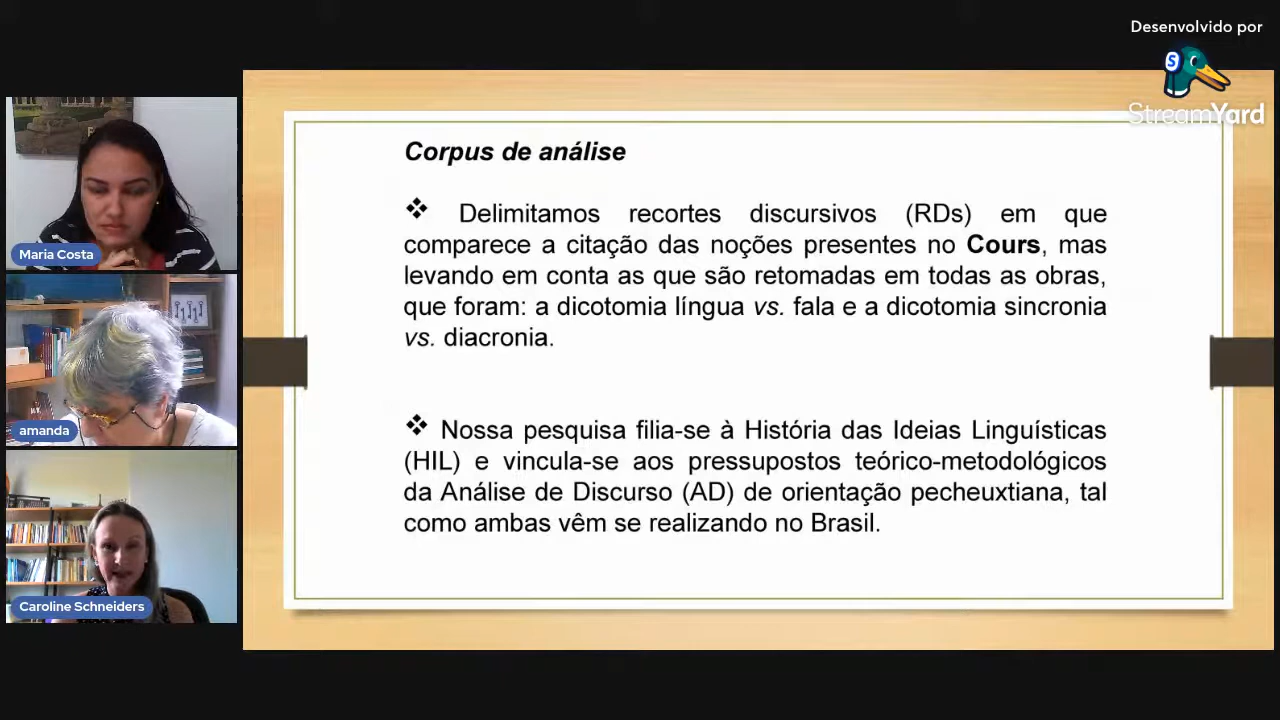 Desenvolvido por
StreamYard
Corpus de análise
❖ Delimitamos recortes discursivos (RDs) em que
comparece a citação das noções presentes no Cours, mas
levando em conta as que são retomadas em todas as obras,
que foram: a dicotomia língua vs. fala e a dicotomia sincronia
vs. diacronia.
❖ Nossa pesquisa filia-se à História das Ideias Linguísticas
(HIL) e vincula-se aos pressupostos teórico-metodológicos
da Análise de Discurso (AD) de orientação pecheuxtiana, tal
como ambas vêm se realizando no Brasil.
Maria Costa
amanda
Caroline Schneiders